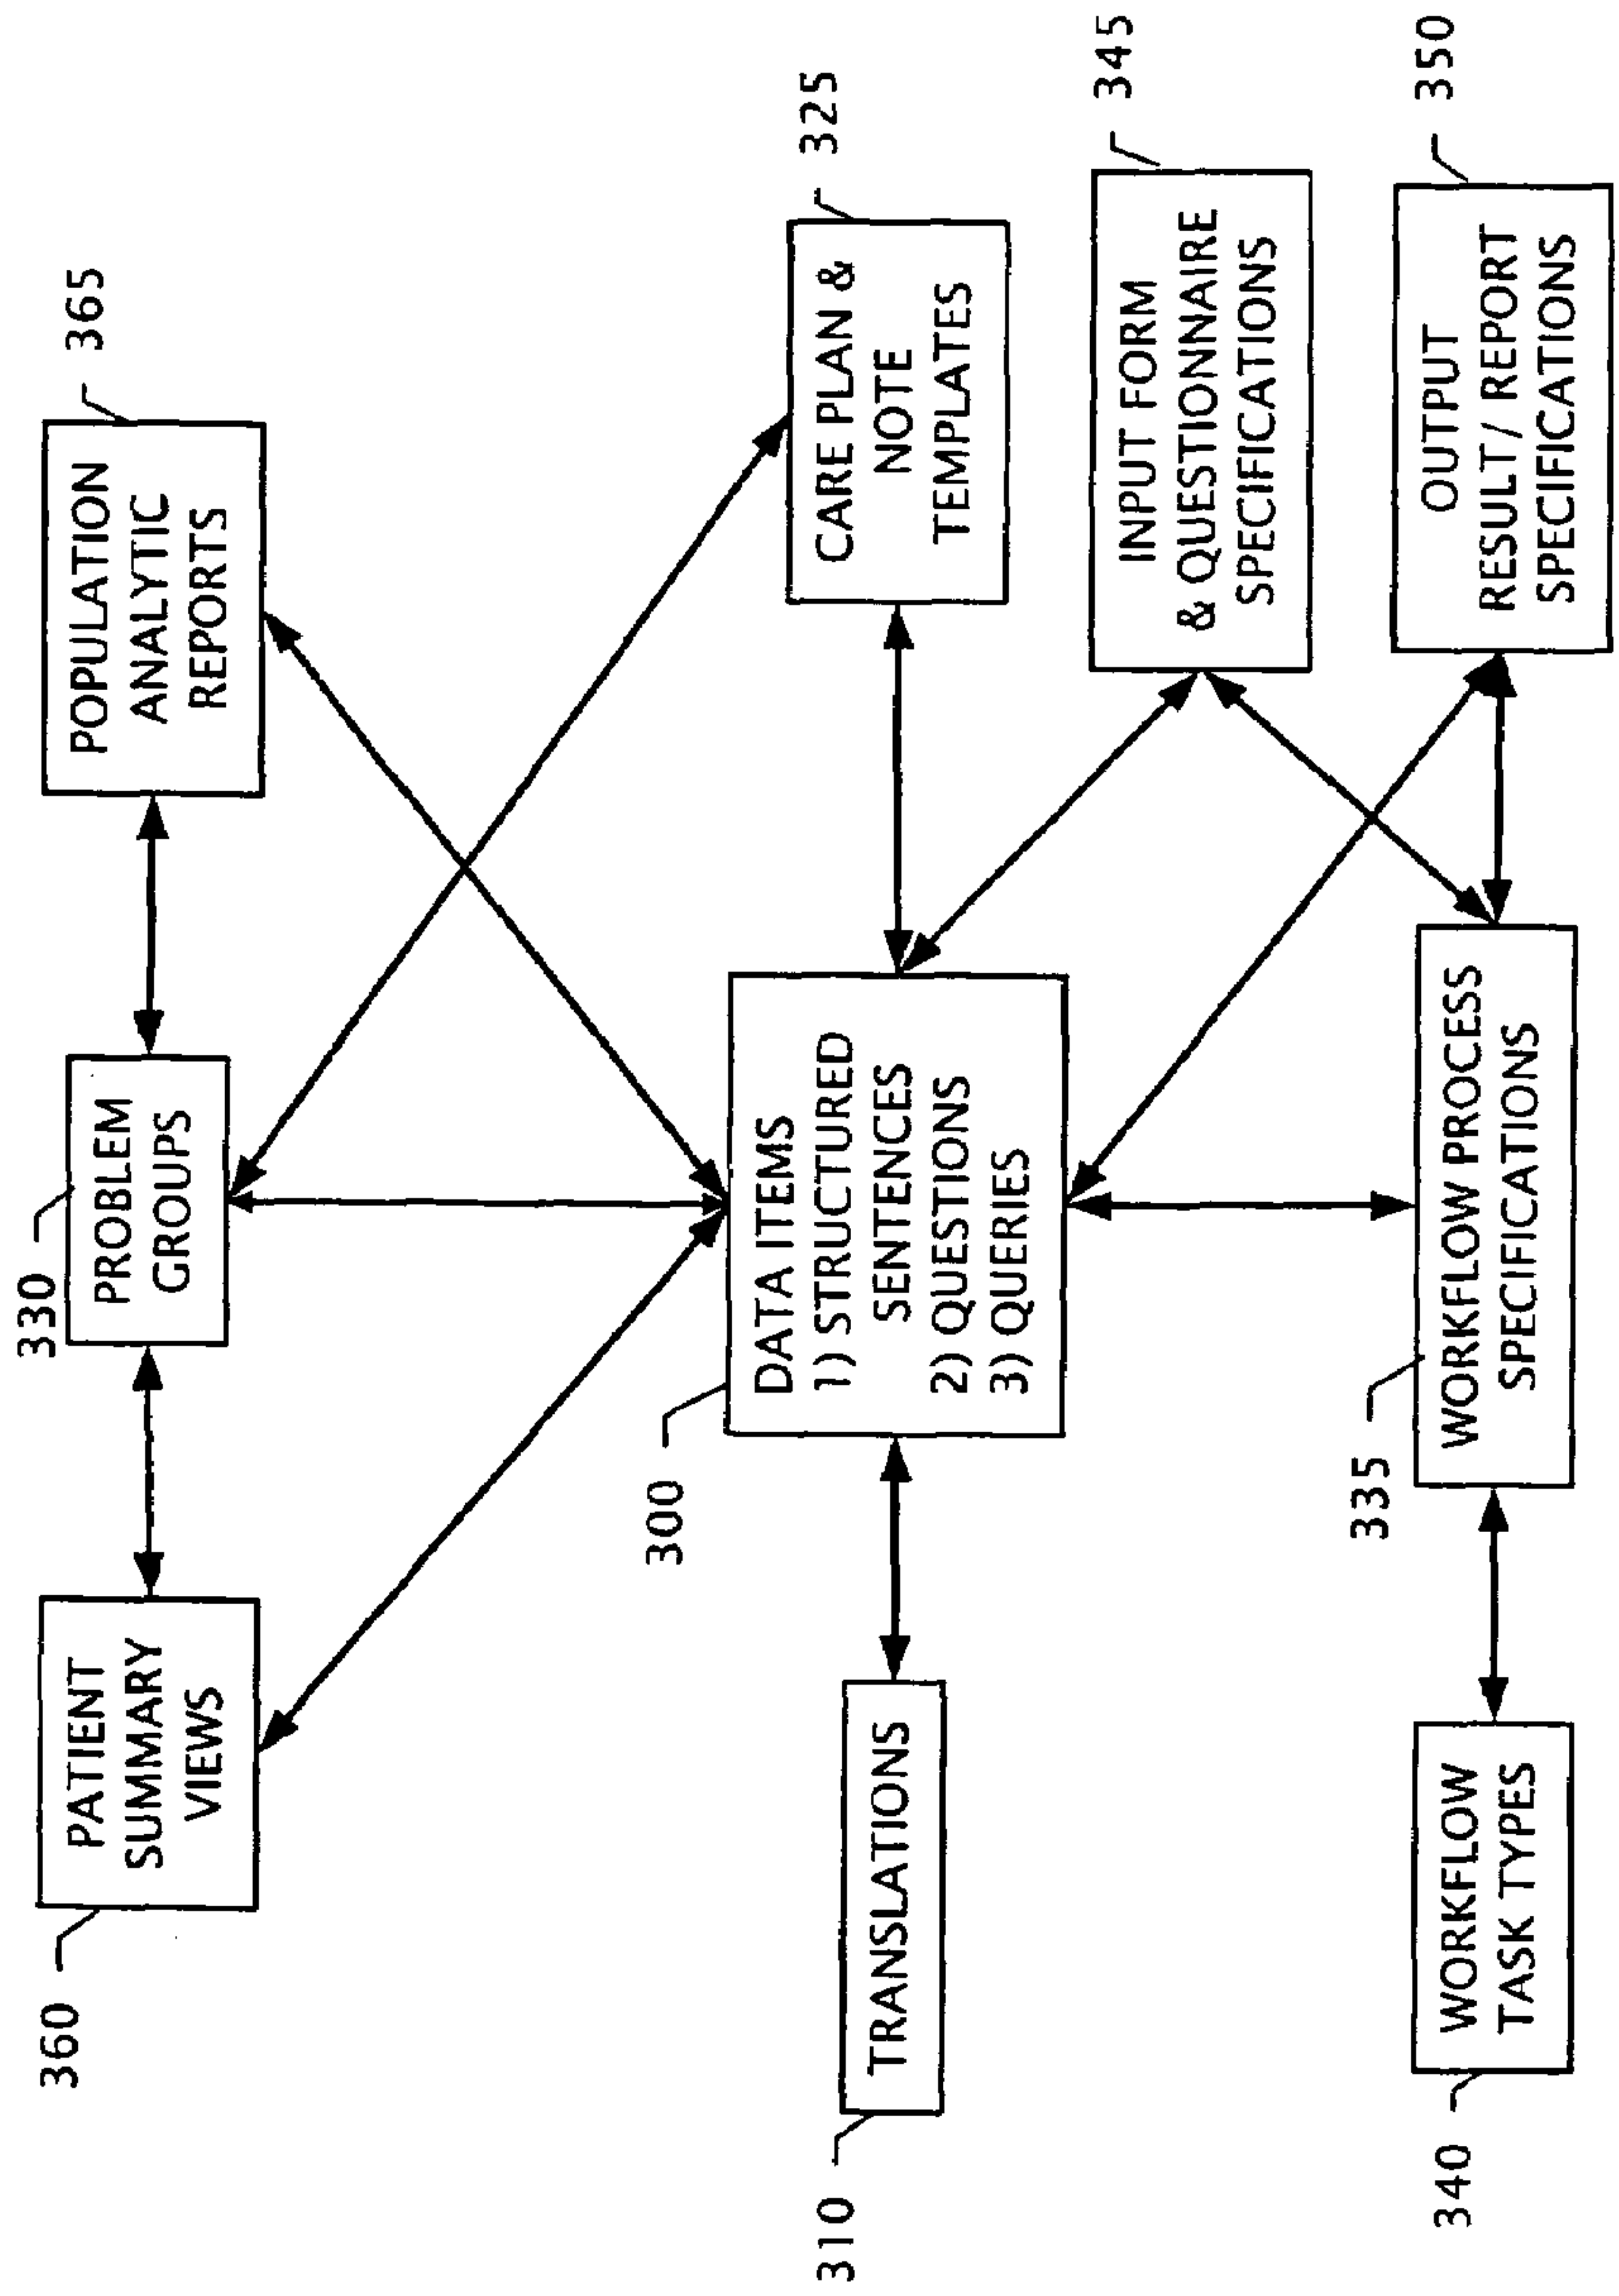 360
PATIENT
SUMMARY
VIEWS
330
PROBLEM
GROUPS
365
POPULATION
ANALYTIC
REPORTS
310
TRANSLATIONS
300
DATA ITEMS
1) STRUCTURED
SENTENCES
2) QUESTIONS
3) QUERIES
325
CARE PLAN &
NOTE
TEMPLATES
345
INPUT FORM
& QUESTIONNAIRE
SPECIFICATIONS
340
WORKFLOW
TASK TYPES
335
WORKFLOW PROCESS
SPECIFICATIONS
350
OUTPUT
RESULT/REPORT
SPECIFICATIONS